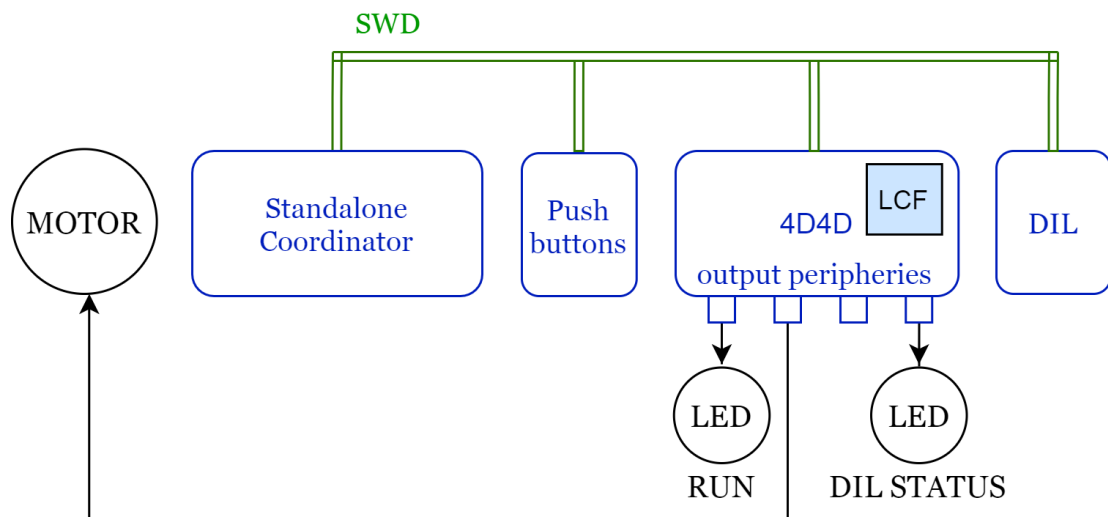 SWD
MOTOR
Standalone
Coordinator
Push
buttons
LCF
4D4D
output peripheries
DIL
LED
RUN
LED
DIL STATUS